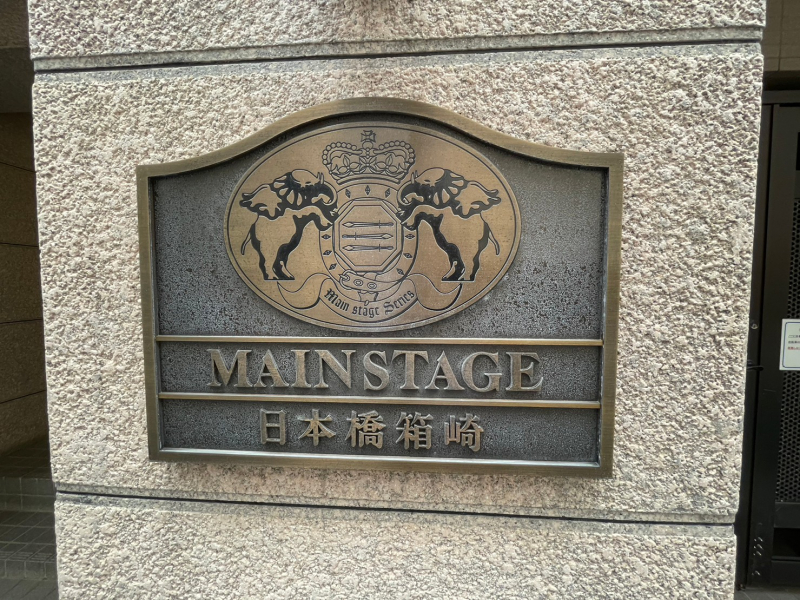 Main stage Series
MAINSTAGE
日本橋箱崎